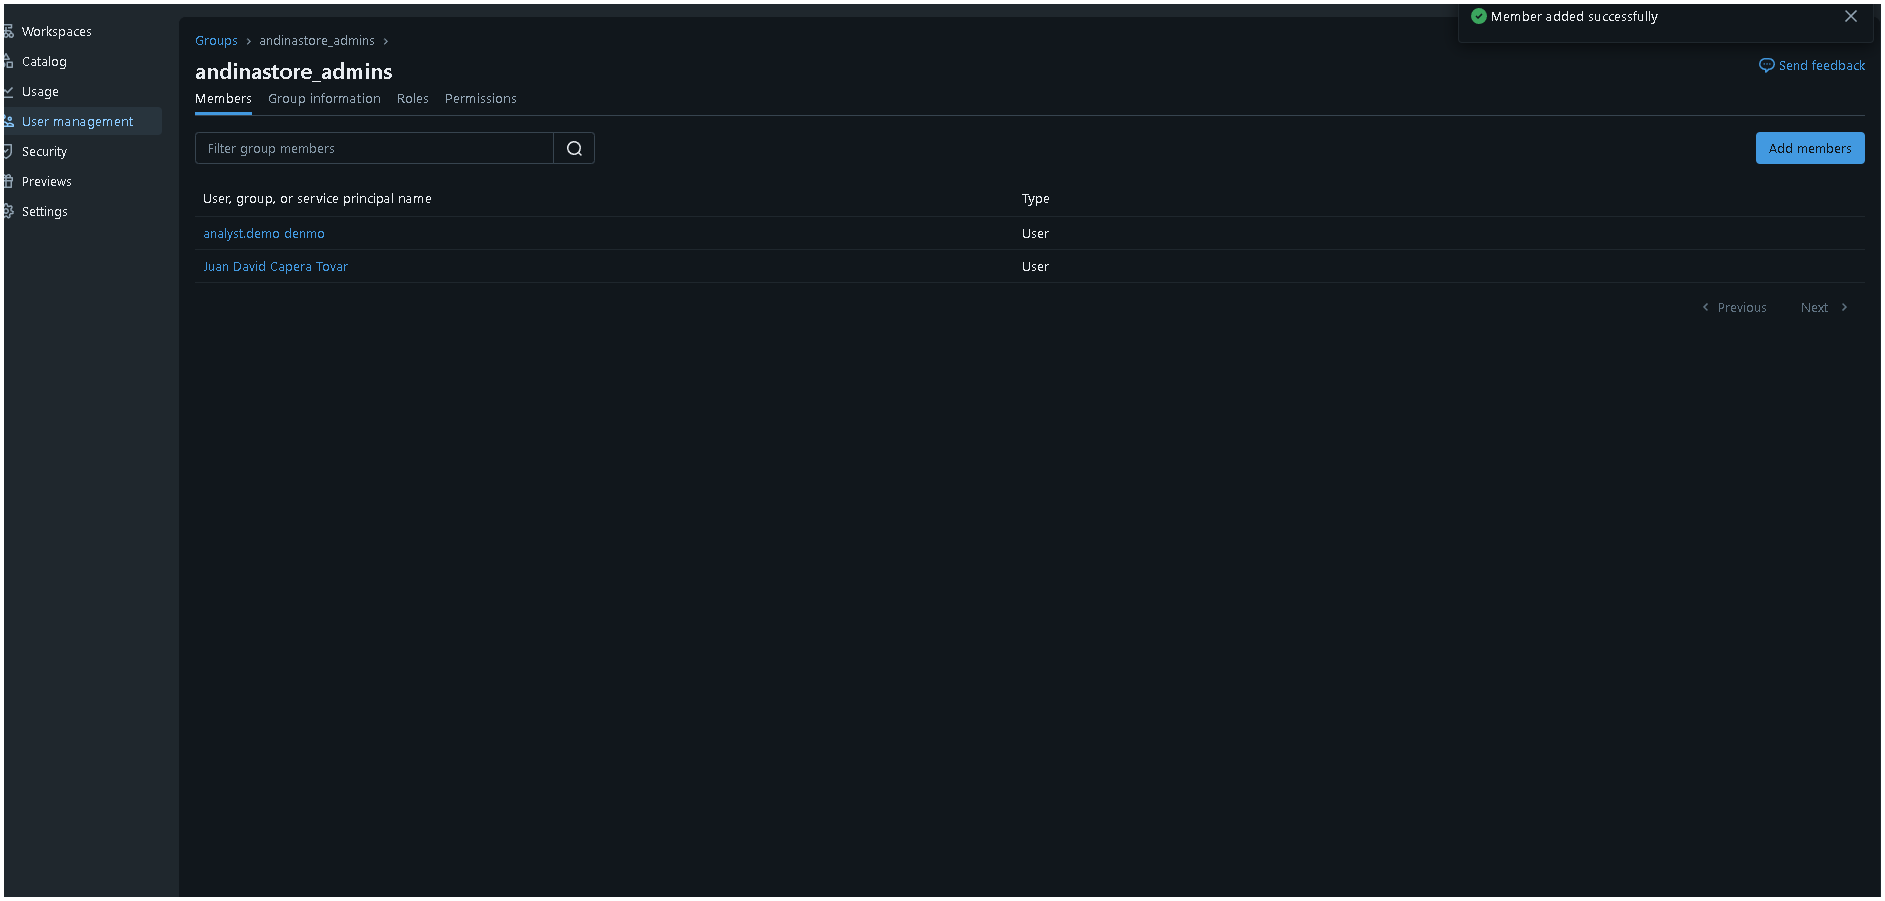 Workspaces
Catalog
Usage
User management
Security
Previews
Settings
Member added successfully
Groups > andinastore_admins >
andinastore_admins
Send feedback
Members Group information Roles Permissions
Filter group members
Add members
User, group, or service principal name Type
analyst.demo denmo User
Juan David Capera Tovar User
Previous Next